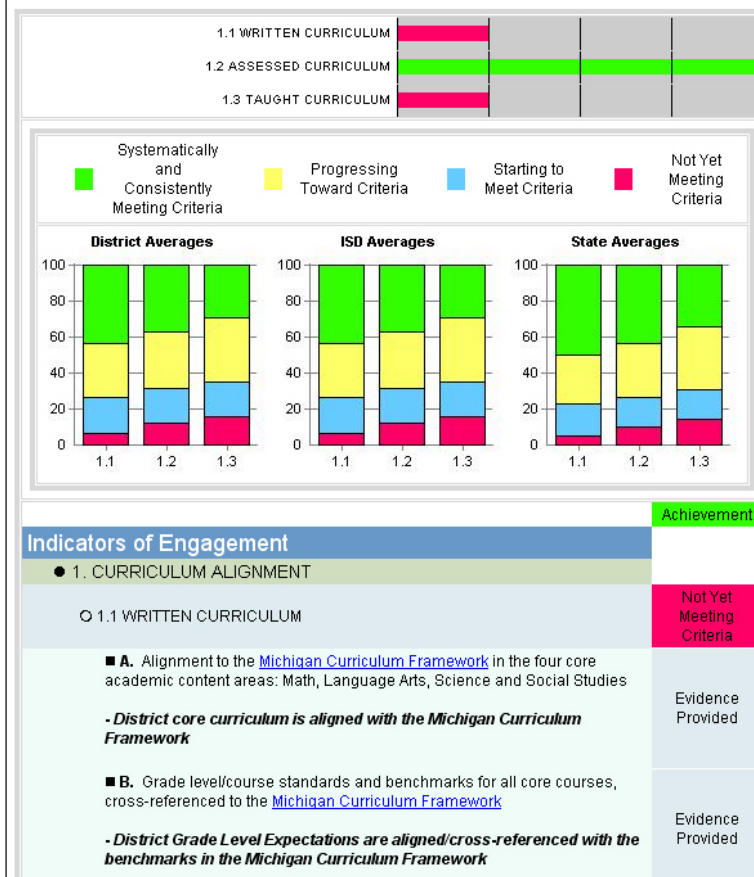 1.1 WRITTEN CURRICULUM
1.2 ASSESSED CURRICULUM
1.3 TAUGHT CURRICULUM
Systematically
and
Consistently
Meeting Criteria
Progressing
Toward Criteria
Starting to
Meet Criteria
Not Yet
Meeting
Criteria
District Averages
100
80
60
40
20
0
1.1 1.2 1.3
ISD Averages
100
80
60
40
20
0
1.1 1.2 1.3
State Averages
100
80
60
40
20
0
1.1 1.2 1.3
Achievement
Indicators of Engagement
1. CURRICULUM ALIGNMENT
1.1 WRITTEN CURRICULUM
Not Yet
Meeting
Criteria
A. Alignment to the Michigan Curriculum Framework in the four core
academic content areas: Math, Language Arts, Science and Social Studies
- District core curriculum is aligned with the Michigan Curriculum
Framework
Evidence
Provided
B. Grade level/course standards and benchmarks for all core courses,
cross-referenced to the Michigan Curriculum Framework
- District Grade Level Expectations are aligned/cross-referenced with the
benchmarks in the Michigan Curriculum Framework
Evidence
Provided